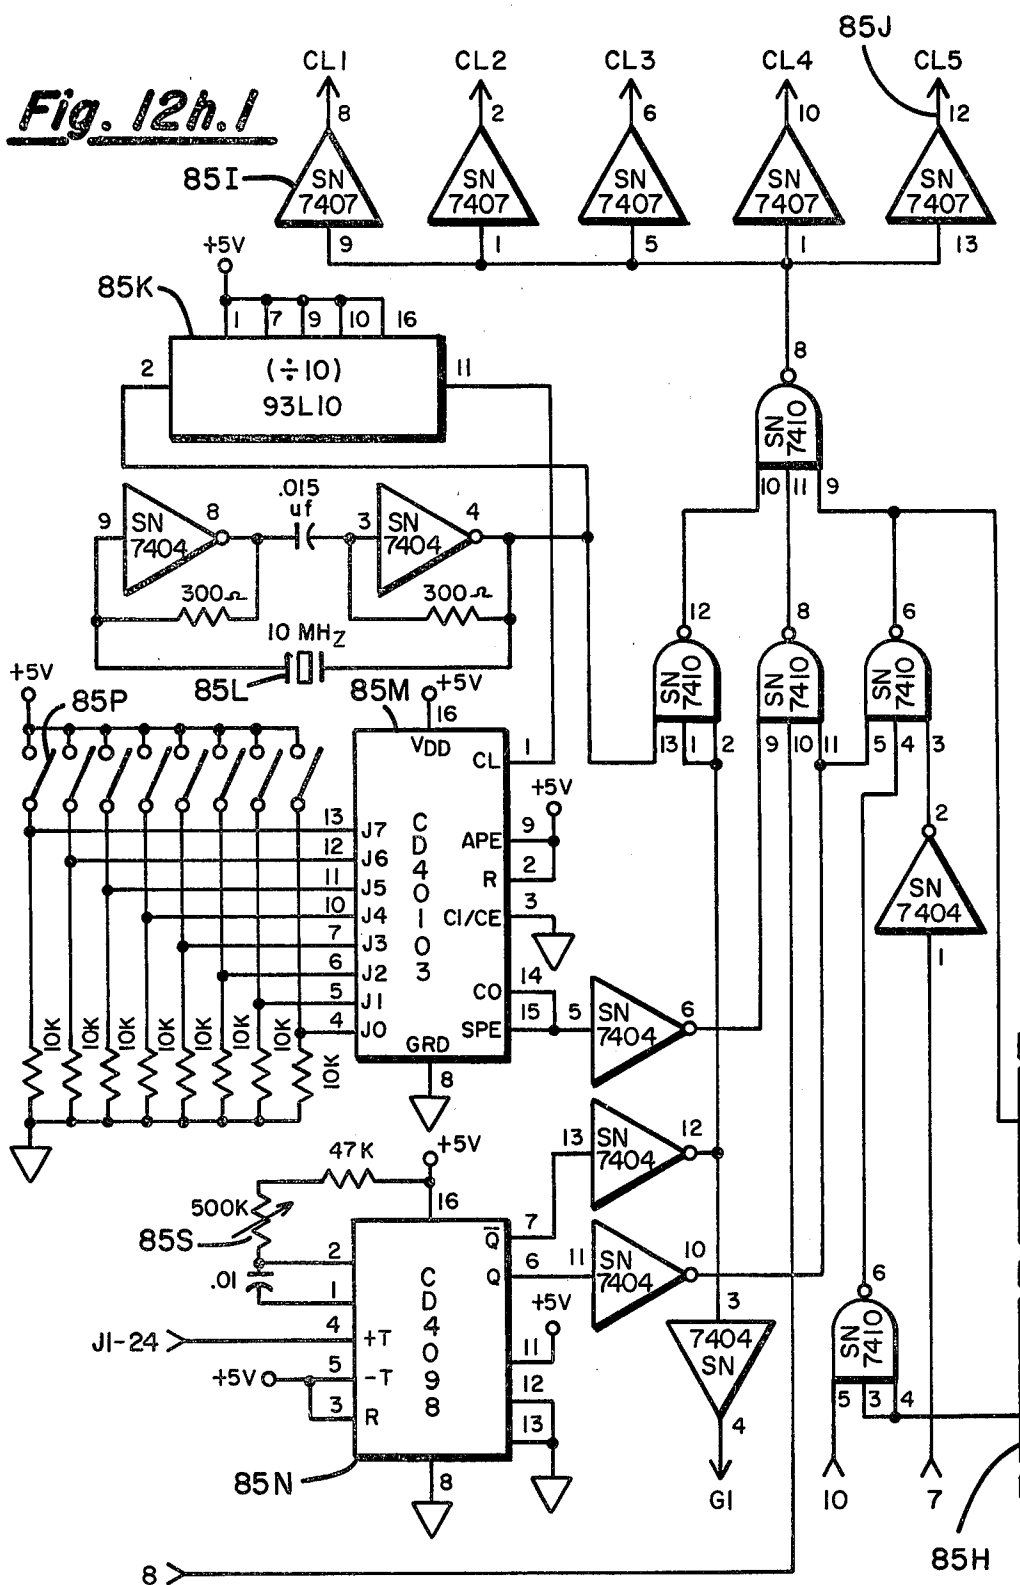 Fig. 12h.1
85J
CL1 CL2 CL3 CL4 CL5
8 2 6 10 12
85I
SN 7407 SN 7407 SN 7407 SN 7407 SN 7407
9 1 5 1 13
+5V
85K
1 7 9 10 16
2 (÷10) 11
93L10
8
SN 7410
10 11 9
.015
uf
9 SN 7404 8
3 SN 7404 4
300Ω 300Ω
10 MHz
85L
12 8 6
SN 7410 SN 7410 SN 7410
13 1 2 9 10 11 5 4 3
+5V
85P
85M
+5V
16
VDD
CL 1
+5V
13 J7
12 J6
11 J5
10 J4
7 J3
6 J2
5 J1
4 J0
CD40103
APE 9
R 2
CI/CE 3
CO 14
SPE 15
GRD
8
10K 10K 10K 10K 10K 10K 10K 10K
5 SN 7404 6
2
SN 7404
1
13 SN 7404 12
11 SN 7404 10
47K
+5V
16
500K
85S
.01
2
1
J1-24
4 +T
+5V
5 -T
3 R
CD4098
Q̅ 7
Q 6
+5V
11
12
13
8
85N
3
7404 SN
4
G1
6
SN 7410
5 3 4
10 7
85H
8